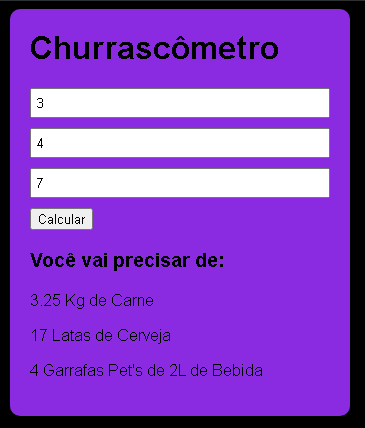 Churrascômetro
3
4
7
Calcular
Você vai precisar de:
3.25 Kg de Carne
17 Latas de Cerveja
4 Garrafas Pet's de 2L de Bebida